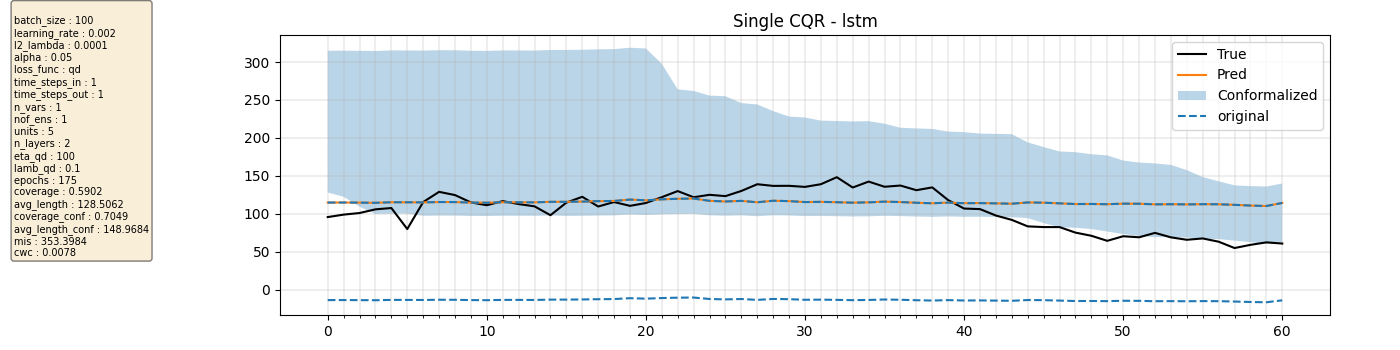 Single CQR - lstm
batch_size : 100
learning_rate : 0.002
l2_lambda : 0.0001
alpha : 0.05
loss_func : qd
time_steps_in : 1
time_steps_out : 1
n_vars : 1
nof_ens : 1
units : 5
n_layers : 2
eta_qd : 100
lamb_qd : 0.1
epochs : 175
coverage : 0.5902
avg_length : 128.5062
coverage_conf : 0.7049
avg_length_conf : 148.9684
mis : 353.3984
cwc : 0.0078
300
250
200
150
100
50
0
True
Pred
Conformalized
original
0 10 20 30 40 50 60